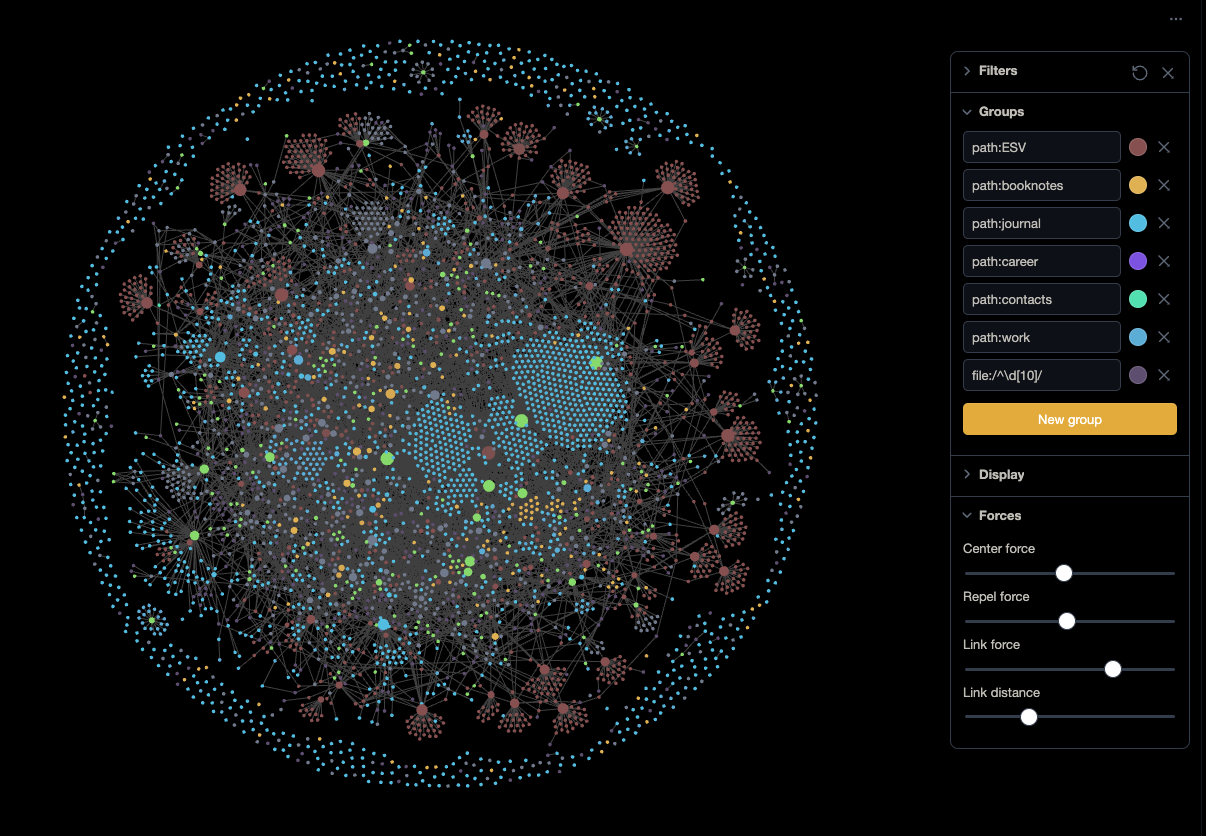 Filters
Groups
path:ESV
path:booknotes
path:journal
path:career
path:contacts
path:work
file:/^\d[10]/
New group
Display
Forces
Center force
Repel force
Link force
Link distance